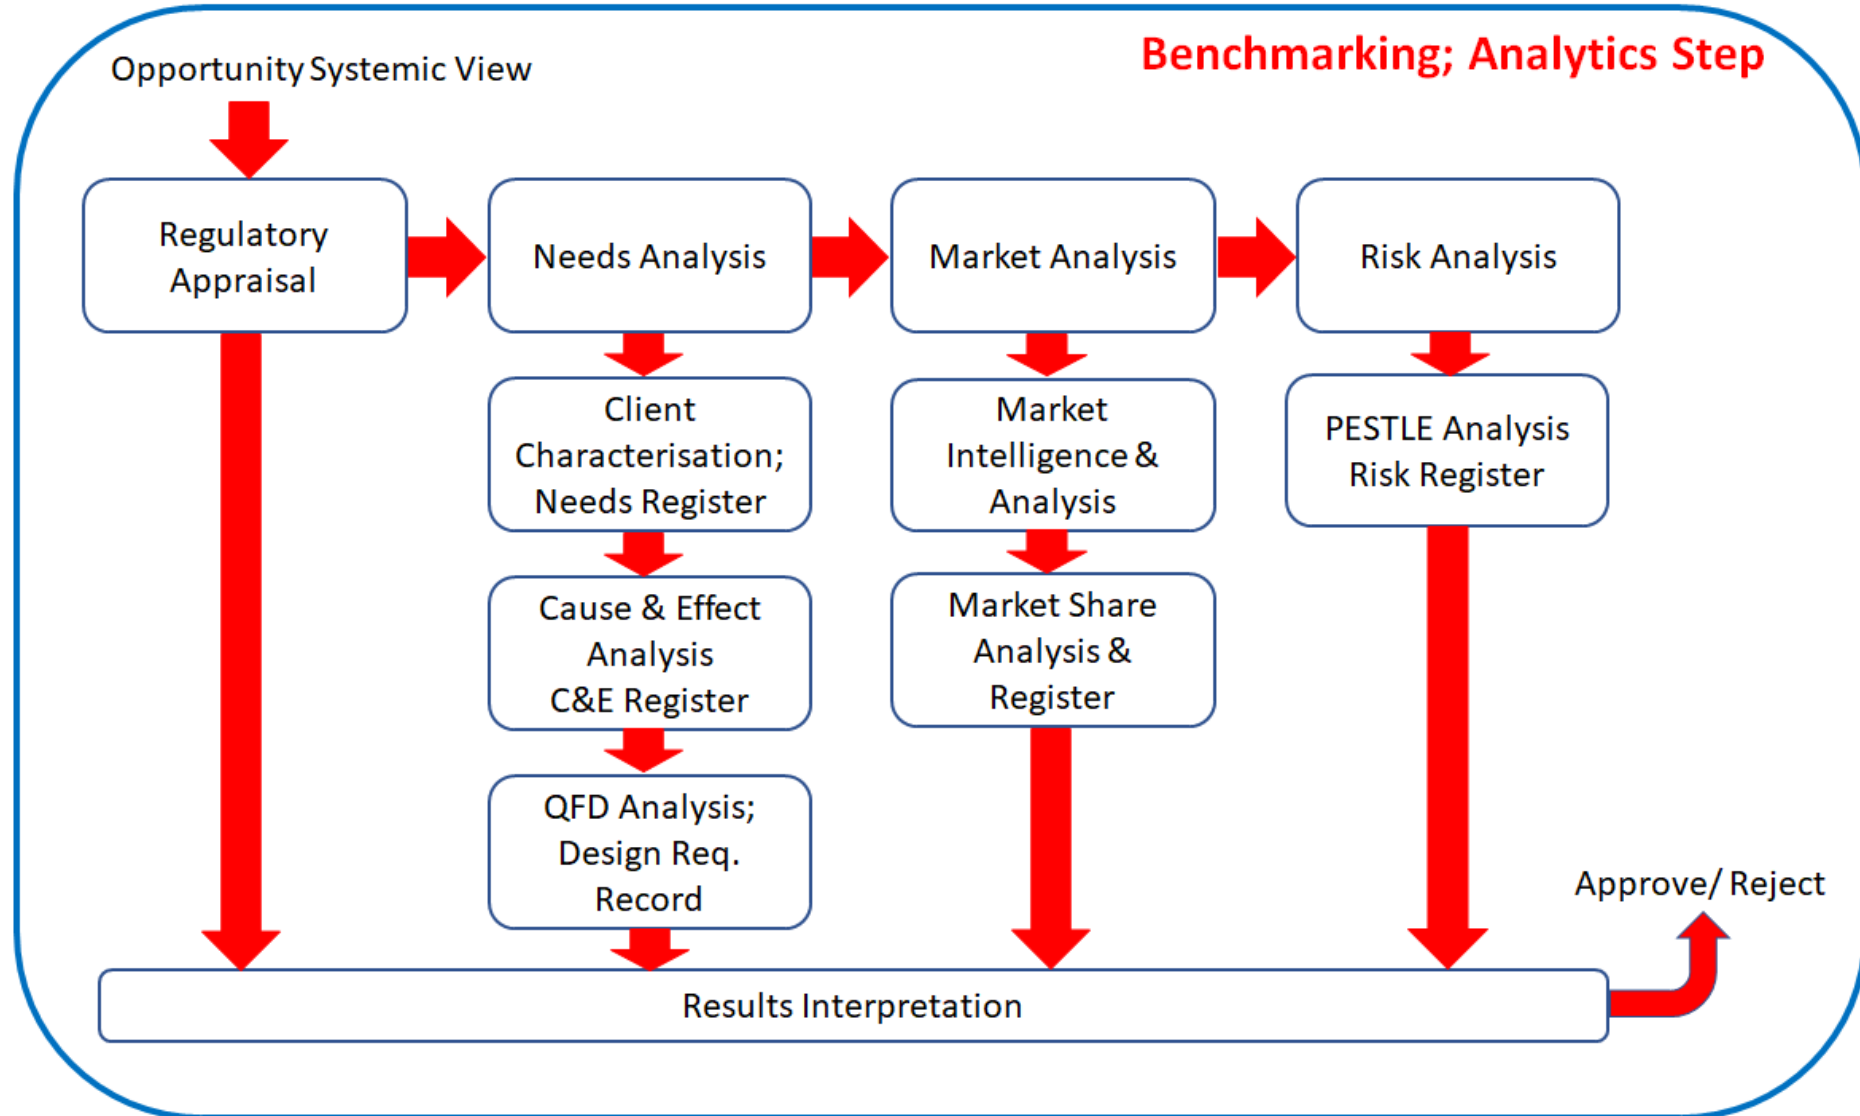 Benchmarking; Analytics Step
Opportunity Systemic View
Regulatory
Appraisal
Needs Analysis
Market Analysis
Risk Analysis
Client
Characterisation;
Needs Register
Market
Intelligence &
Analysis
PESTLE Analysis
Risk Register
Cause & Effect
Analysis
C&E Register
Market Share
Analysis &
Register
QFD Analysis;
Design Req.
Record
Approve/ Reject
Results Interpretation